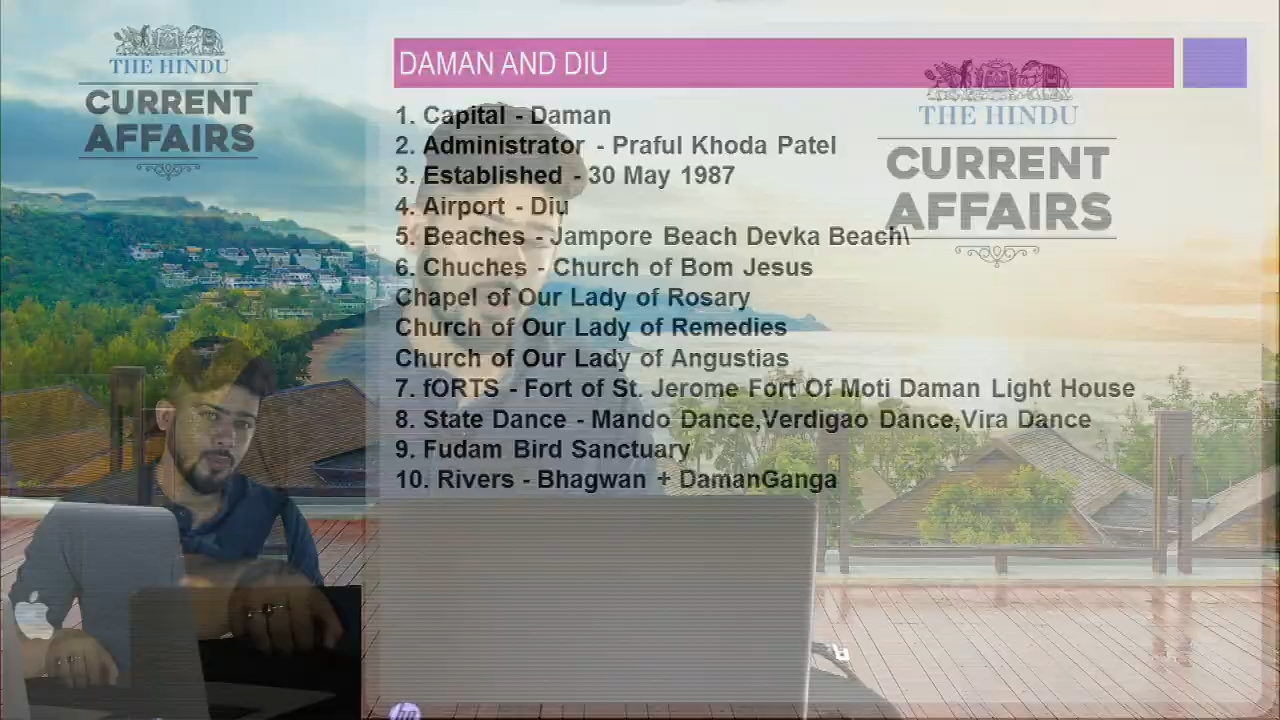 THE HINDU
CURRENT
AFFAIRS
DAMAN AND DIU
THE HINDU
CURRENT
AFFAIRS
1. Capital - Daman
2. Administrator - Praful Khoda Patel
3. Established - 30 May 1987
4. Airport - Diu
5. Beaches - Jampore Beach Devka Beach\
6. Chuches - Church of Bom Jesus
Chapel of Our Lady of Rosary
Church of Our Lady of Remedies
Church of Our Lady of Angustias
7. fORTS - Fort of St. Jerome Fort Of Moti Daman Light House
8. State Dance - Mando Dance,Verdigao Dance,Vira Dance
9. Fudam Bird Sanctuary
10. Rivers - Bhagwan + DamanGanga
hp